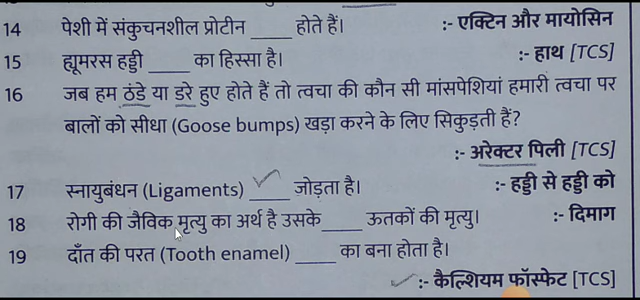 14 पेशी में संकुचनशील प्रोटीन ____ होते हैं। :- एक्टिन और मायोसिन
15 ह्यूमरस हड्डी ____ का हिस्सा है। :- हाथ [TCS]
16 जब हम ठंडे या डरे हुए होते हैं तो त्वचा की कौन सी मांसपेशियां हमारी त्वचा पर
बालों को सीधा (Goose bumps) खड़ा करने के लिए सिकुड़ती हैं?
:- अरेक्टर पिली [TCS]
17 स्नायुबंधन (Ligaments) ____ जोड़ता है। :- हड्डी से हड्डी को
18 रोगी की जैविक मृत्यु का अर्थ है उसके ____ ऊतकों की मृत्यु। :- दिमाग
19 दाँत की परत (Tooth enamel) ____ का बना होता है।
:- कैल्शियम फॉस्फेट [TCS]